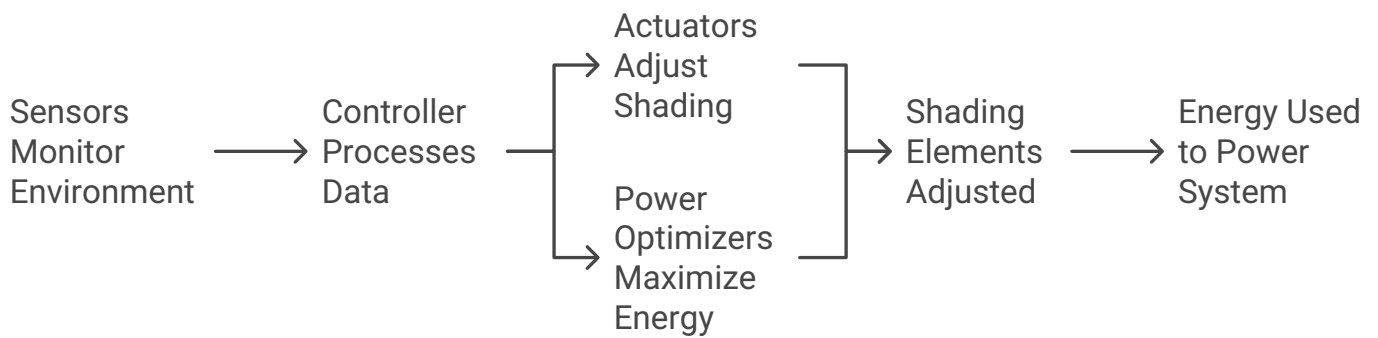 Sensors
Monitor
Environment
Controller
Processes
Data
Actuators
Adjust
Shading
Power
Optimizers
Maximize
Energy
Shading
Elements
Adjusted
Energy Used
to Power
System